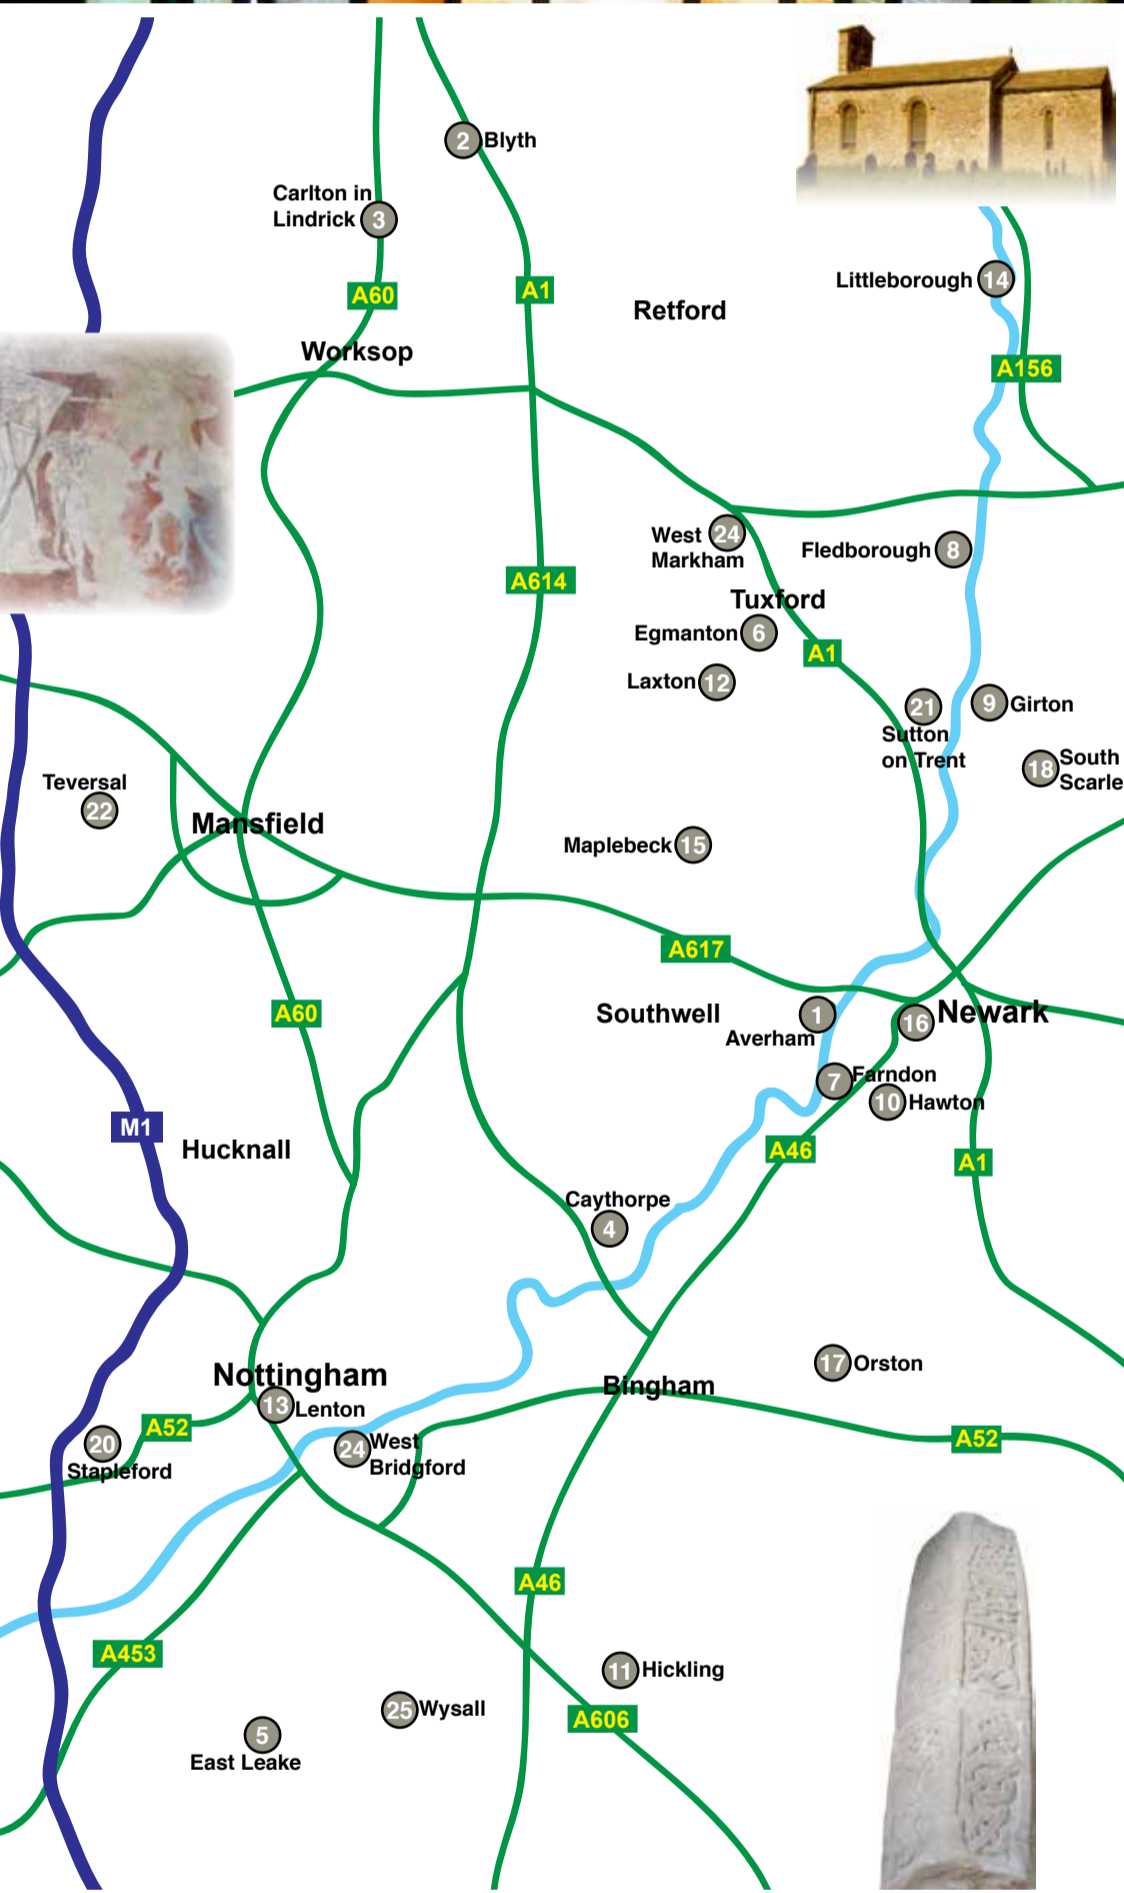 2 Blyth
Carlton in
Lindrick 3
A60
A1
Retford
Littleborough 14
Worksop
A156
West 24
Markham
Fledborough 8
A614
Tuxford
Egmanton 6
A1
Laxton 12
21
Sutton
on Trent
9 Girton
18 South
Scarle
Teversal
22
Mansfield
Maplebeck 15
A617
A60
Southwell
1
Averham
16 Newark
7 Farndon
10 Hawton
M1
Hucknall
A46
A1
Caythorpe
4
17 Orston
Nottingham
Bingham
13 Lenton
A52
24 West
Bridgford
A52
20
Stapleford
A46
A453
11 Hickling
25 Wysall
A606
5
East Leake